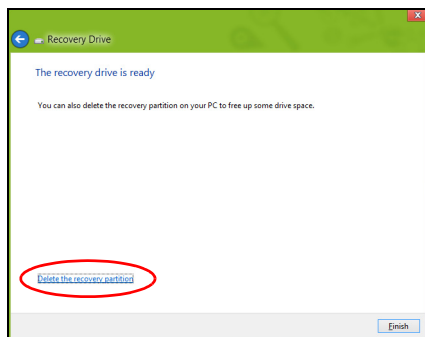 Recovery Drive
The recovery drive is ready
You can also delete the recovery partition on your PC to free up some drive space.
Delete the recovery partition
Finish